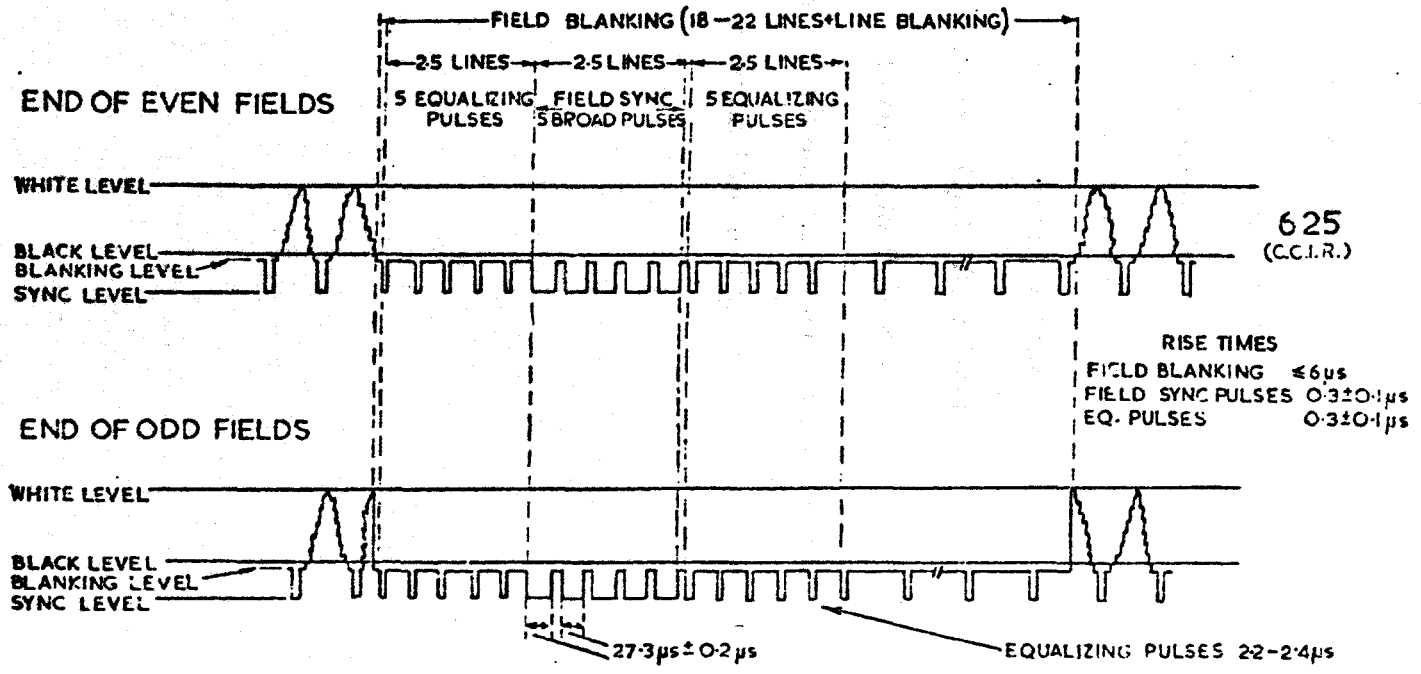 FIELD BLANKING (18-22 LINES+LINE BLANKING)
2·5 LINES
2·5 LINES
2·5 LINES
END OF EVEN FIELDS
5 EQUALIZING PULSES
FIELD SYNC
5 BROAD PULSES
5 EQUALIZING PULSES
WHITE LEVEL
625
(C.C.I.R.)
BLACK LEVEL
BLANKING LEVEL
SYNC LEVEL
RISE TIMES
FIELD BLANKING ≤6µs
FIELD SYNC PULSES 0·3±0·1µs
EQ. PULSES 0·3±0·1µs
END OF ODD FIELDS
WHITE LEVEL
BLACK LEVEL
BLANKING LEVEL
SYNC LEVEL
27·3µs±0·2µs
EQUALIZING PULSES 2·2-2·4µs